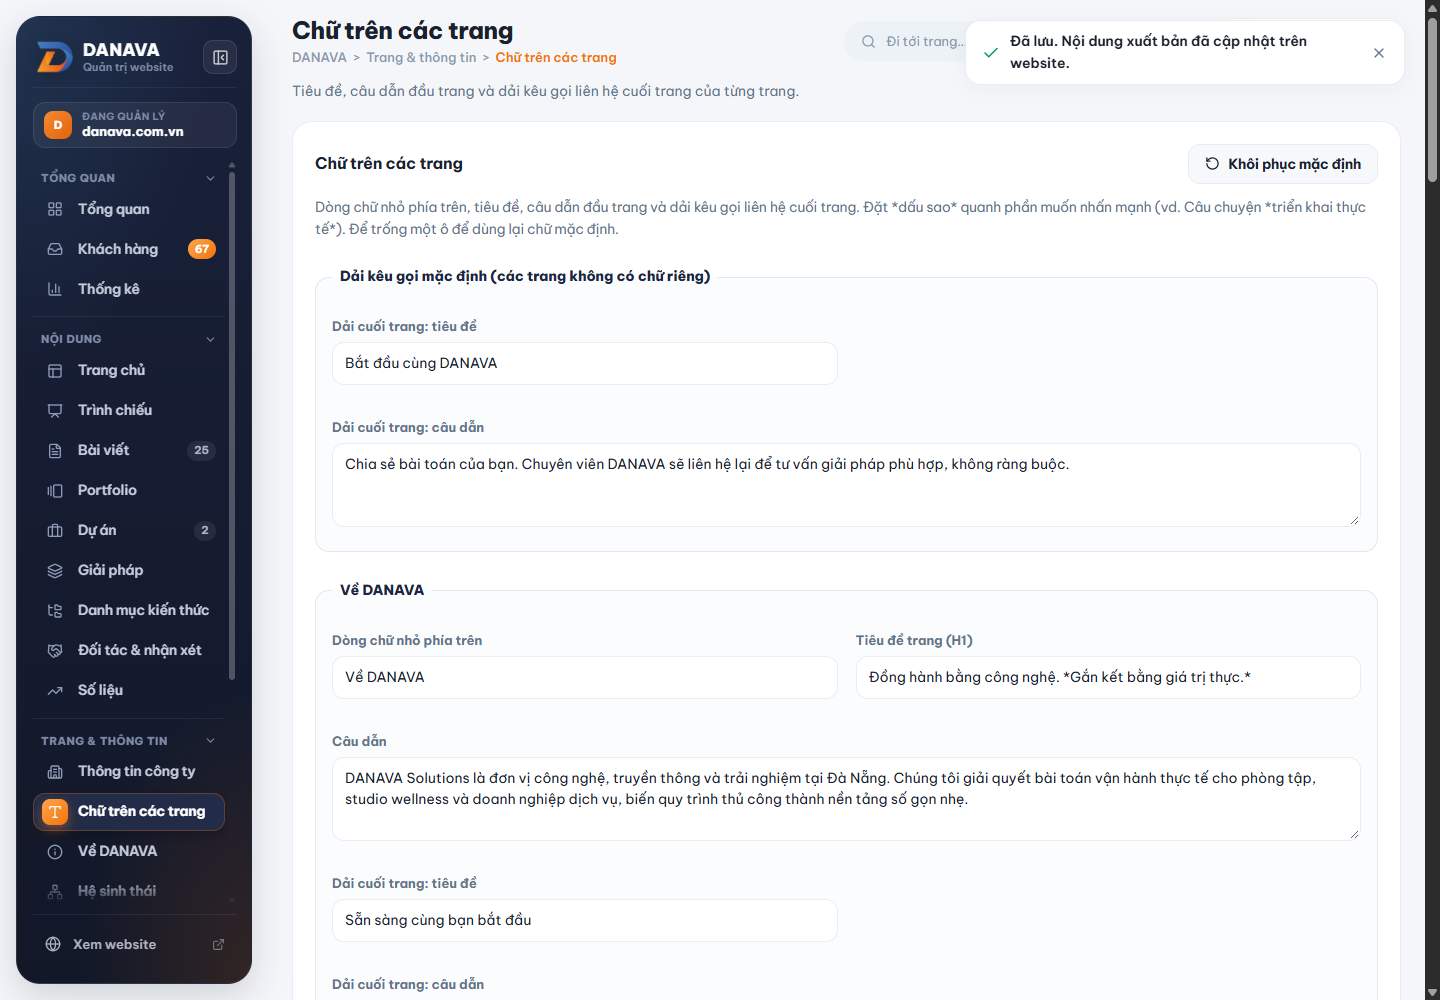 DANAVA
Quản trị website
ĐANG QUẢN LÝ
D
danava.com.vn
TỔNG QUAN
Tổng quan
Khách hàng
67
Thống kê
NỘI DUNG
Trang chủ
Trình chiếu
Bài viết
25
Portfolio
Dự án
2
Giải pháp
Danh mục kiến thức
Đối tác & nhận xét
Số liệu
TRANG & THÔNG TIN
Thông tin công ty
Chữ trên các trang
Về DANAVA
Hệ sinh thái
Xem website
Chữ trên các trang
DANAVA > Trang & thông tin > Chữ trên các trang
Đi tới trang...
Đã lưu. Nội dung xuất bản đã cập nhật trên
website.
Tiêu đề, câu dẫn đầu trang và dải kêu gọi liên hệ cuối trang của từng trang.
Chữ trên các trang
Khôi phục mặc định
Dòng chữ nhỏ phía trên, tiêu đề, câu dẫn đầu trang và dải kêu gọi liên hệ cuối trang. Đặt *dấu sao* quanh phần muốn nhấn mạnh (vd. Câu chuyện *triển khai thực
tế*). Để trống một ô để dùng lại chữ mặc định.
Dải kêu gọi mặc định (các trang không có chữ riêng)
Dải cuối trang: tiêu đề
Bắt đầu cùng DANAVA
Dải cuối trang: câu dẫn
Chia sẻ bài toán của bạn. Chuyên viên DANAVA sẽ liên hệ lại để tư vấn giải pháp phù hợp, không ràng buộc.
Về DANAVA
Dòng chữ nhỏ phía trên
Tiêu đề trang (H1)
Về DANAVA
Đồng hành bằng công nghệ. *Gắn kết bằng giá trị thực.*
Câu dẫn
DANAVA Solutions là đơn vị công nghệ, truyền thông và trải nghiệm tại Đà Nẵng. Chúng tôi giải quyết bài toán vận hành thực tế cho phòng tập,
studio wellness và doanh nghiệp dịch vụ, biến quy trình thủ công thành nền tảng số gọn nhẹ.
Dải cuối trang: tiêu đề
Sẵn sàng cùng bạn bắt đầu
Dải cuối trang: câu dẫn